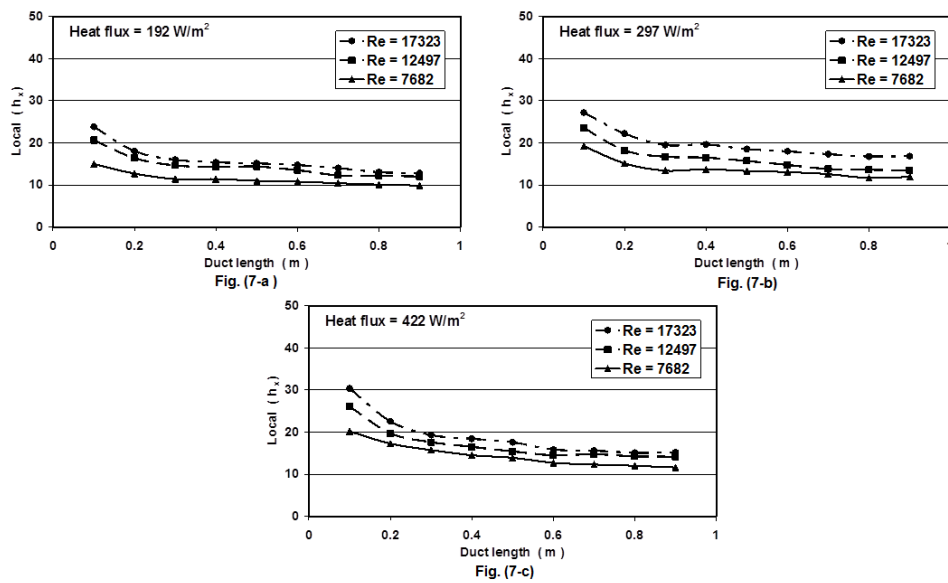 Heat flux = 192 W/m²
Re = 17323
Re = 12497
Re = 7682
Local ( hₓ )
50
40
30
20
10
0
0 0.2 0.4 0.6 0.8 1
Duct length ( m )
Fig. (7-a )
Heat flux = 297 W/m²
Re = 17323
Re = 12497
Re = 7682
Local ( hₓ )
50
40
30
20
10
0
0 0.2 0.4 0.6 0.8 1
Duct length ( m )
Fig. (7-b)
Heat flux = 422 W/m²
Re = 17323
Re = 12497
Re = 7682
Local ( hₓ )
50
40
30
20
10
0
0 0.2 0.4 0.6 0.8 1
Duct length ( m )
Fig. (7-c)